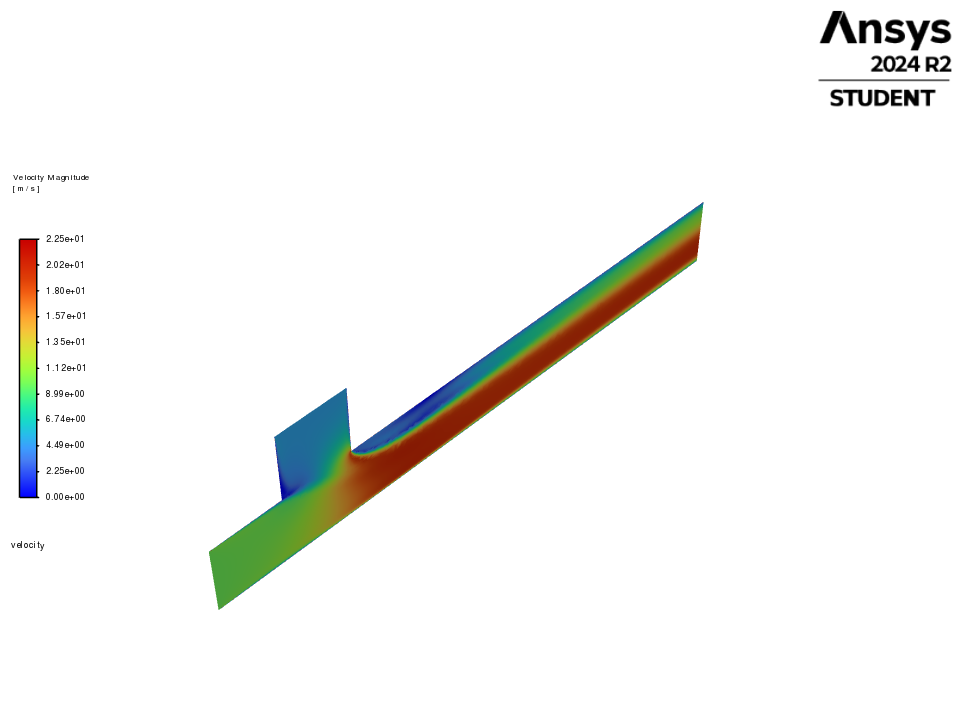 Ansys
2024 R2
STUDENT
Velocity Magnitude
[ m / s ]
2.25e+01
2.02e+01
1.80e+01
1.57e+01
1.35e+01
1.12e+01
8.99e+00
6.74e+00
4.49e+00
2.25e+00
0.00e+00
velocity